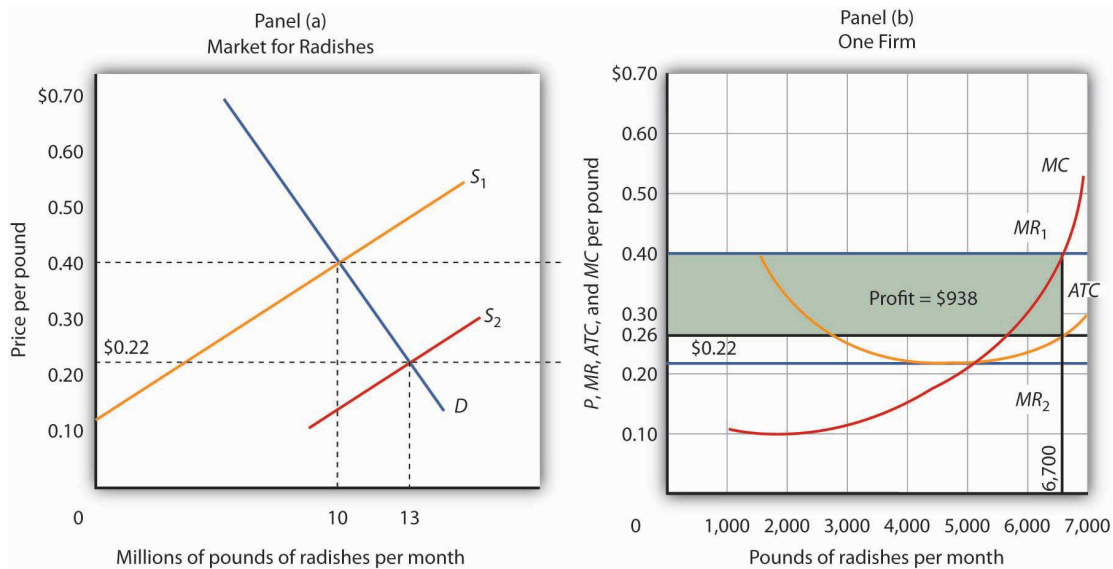 Panel (a)
Market for Radishes
Price per pound
$0.70
0.60
0.50
0.40
0.30
$0.22
0.20
0.10
0
S1
S2
D
10
13
Millions of pounds of radishes per month
Panel (b)
One Firm
P, MR, ATC, and MC per pound
$0.70
0.60
0.50
0.40
0.30
0.26
$0.22
0.20
0.10
0
MC
MR1
Profit = $938
ATC
MR2
6,700
1,000
2,000
3,000
4,000
5,000
6,000
7,000
Pounds of radishes per month